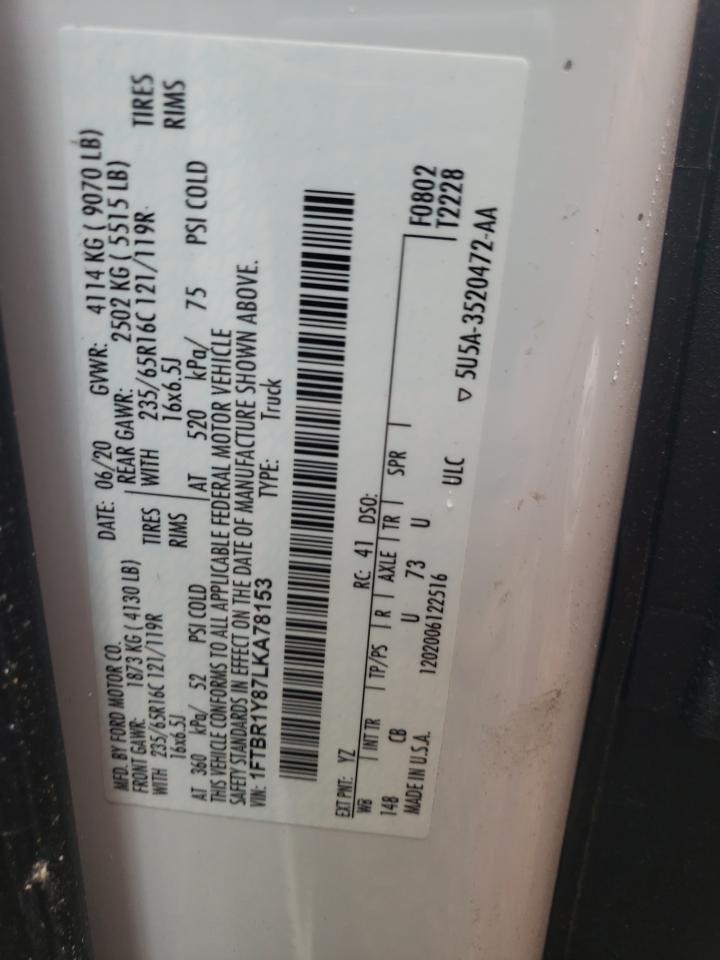 MFD. BY FORD MOTOR CO.
DATE: 06/20 GVWR: 4114 KG ( 9070 LB)
FRONT GAWR: 1873 KG ( 4130 LB) REAR GAWR: 2502 KG ( 5515 LB)
WITH 235/65R16C 121/119R TIRES WITH 235/65R16C 121/119R TIRES
16x6.5J RIMS 16x6.5J RIMS
AT 360 kPa/ 52 PSI COLD AT 520 kPa/ 75 PSI COLD
THIS VEHICLE CONFORMS TO ALL APPLICABLE FEDERAL MOTOR VEHICLE
SAFETY STANDARDS IN EFFECT ON THE DATE OF MANUFACTURE SHOWN ABOVE.
VIN: 1FTBR1Y87LKA78153 TYPE: Truck
EXT PNT: YZ RC: 41 DSO:
WB INT TR TP/PS R AXLE TR SPR F0802
148 CB U 73 U T2228
MADE IN U.S.A. 1202006122516 ULC ▽ 5U5A-3520472-AA